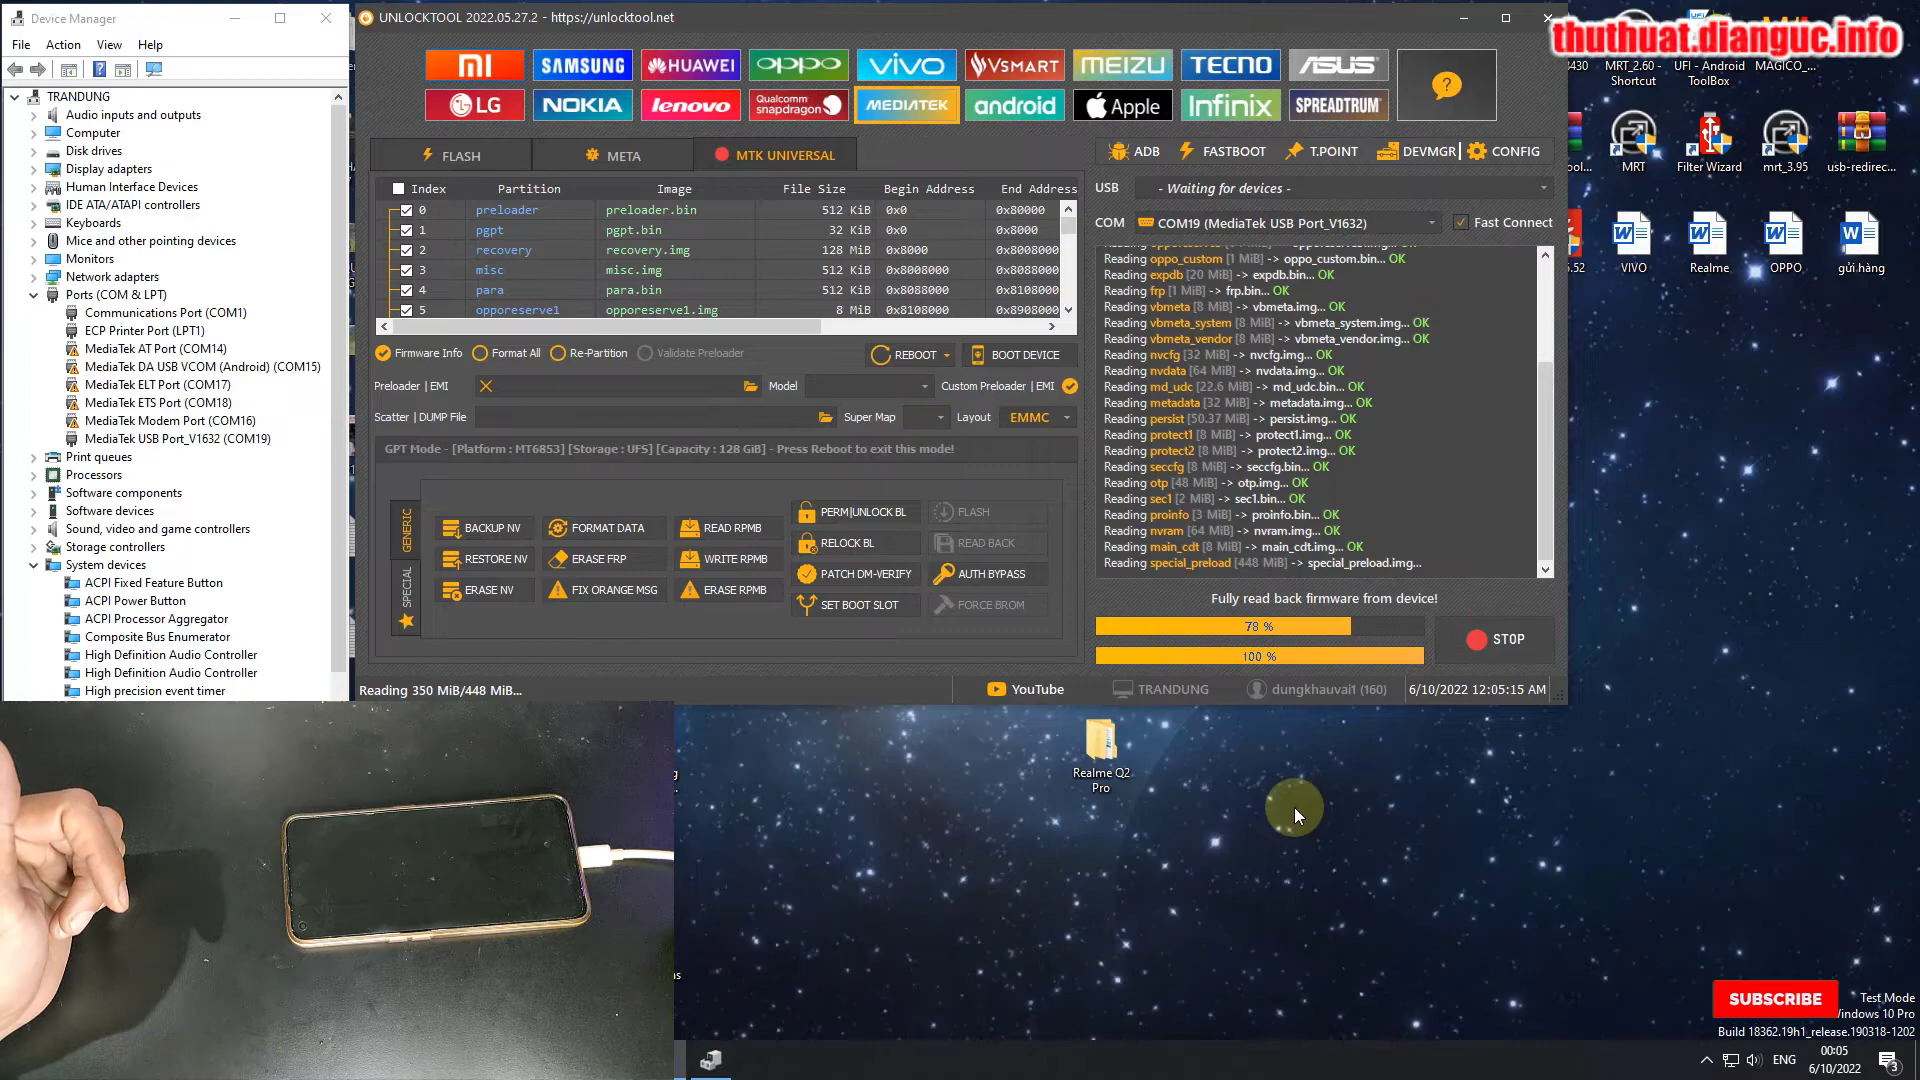 Device Manager
File Action View Help
TRANDUNG
Audio inputs and outputs
Computer
Disk drives
Display adapters
Human Interface Devices
IDE ATA/ATAPI controllers
Keyboards
Mice and other pointing devices
Monitors
Network adapters
Ports (COM & LPT)
Communications Port (COM1)
ECP Printer Port (LPT1)
MediaTek AT Port (COM14)
MediaTek DA USB VCOM (Android) (COM15)
MediaTek ELT Port (COM17)
MediaTek ETS Port (COM18)
MediaTek Modem Port (COM16)
MediaTek USB Port_V1632 (COM19)
Print queues
Processors
Software components
Software devices
Sound, video and game controllers
Storage controllers
System devices
ACPI Fixed Feature Button
ACPI Power Button
ACPI Processor Aggregator
Composite Bus Enumerator
High Definition Audio Controller
High Definition Audio Controller
High precision event timer
UNLOCKTOOL 2022.05.27.2 - https://unlocktool.net
MI SAMSUNG HUAWEI oppo vivo VSMART MEIZU TECNO ASUS
LG NOKIA lenovo Qualcomm snapdragon MEDIATEK android Apple Infinix SPREADTRUM
?
FLASH META MTK UNIVERSAL
Index Partition Image File Size Begin Address End Address
0 preloader preloader.bin 512 KiB 0x0 0x80000
1 pgpt pgpt.bin 32 KiB 0x0 0x8000
2 recovery recovery.img 128 MiB 0x8000 0x8008000
3 misc misc.img 512 KiB 0x8008000 0x8088000
4 para para.bin 512 KiB 0x8088000 0x8108000
5 opporeserve1 opporeserve1.img 8 MiB 0x8108000 0x8908000
Firmware Info Format All Re-Partition Validate Preloader REBOOT BOOT DEVICE
Preloader | EMI Model Custom Preloader | EMI
Scatter | DUMP File Super Map Layout EMMC
GPT Mode - [Platform : MT6853] [Storage : UFS] [Capacity : 128 GiB] - Press Reboot to exit this mode!
GENERIC
SPECIAL
BACKUP NV FORMAT DATA READ RPMB
RESTORE NV ERASE FRP WRITE RPMB
ERASE NV FIX ORANGE MSG ERASE RPMB
PERM|UNLOCK BL FLASH
RELOCK BL READ BACK
PATCH DM-VERIFY AUTH BYPASS
SET BOOT SLOT FORCE BROM
ADB FASTBOOT T.POINT DEVMGR CONFIG
USB - Waiting for devices -
COM COM19 (MediaTek USB Port_V1632) Fast Connect
Reading oppo_custom [1 MiB] -> oppo_custom.bin... OK
Reading expdb [20 MiB] -> expdb.bin... OK
Reading frp [1 MiB] -> frp.bin... OK
Reading vbmeta [8 MiB] -> vbmeta.img... OK
Reading vbmeta_system [8 MiB] -> vbmeta_system.img... OK
Reading vbmeta_vendor [8 MiB] -> vbmeta_vendor.img... OK
Reading nvcfg [32 MiB] -> nvcfg.img... OK
Reading nvdata [64 MiB] -> nvdata.img... OK
Reading md_udc [22.6 MiB] -> md_udc.bin... OK
Reading metadata [32 MiB] -> metadata.img... OK
Reading persist [50.37 MiB] -> persist.img... OK
Reading protect1 [8 MiB] -> protect1.img... OK
Reading protect2 [8 MiB] -> protect2.img... OK
Reading seccfg [8 MiB] -> seccfg.bin... OK
Reading otp [48 MiB] -> otp.img... OK
Reading sec1 [2 MiB] -> sec1.bin... OK
Reading proinfo [3 MiB] -> proinfo.bin... OK
Reading nvram [64 MiB] -> nvram.img... OK
Reading main_cdt [8 MiB] -> main_cdt.img... OK
Reading special_preload [448 MiB] -> special_preload.img...
Fully read back firmware from device!
78 %
100 %
STOP
Reading 350 MiB/448 MiB... YouTube TRANDUNG dungkhauvai1 (160) 6/10/2022 12:05:15 AM
thuthuat.dianguc.info
2430 MRT_2.60 - Shortcut UFI - Android ToolBox MAGICO_...
MRT Filter Wizard mrt_3.95 usb-redirec...
VIVO Realme OPPO gửi.hàng
Realme Q2 Pro
SUBSCRIBE
Test Mode
Windows 10 Pro
Build 18362.19h1_release.190318-1202
ENG
00:05
6/10/2022
3